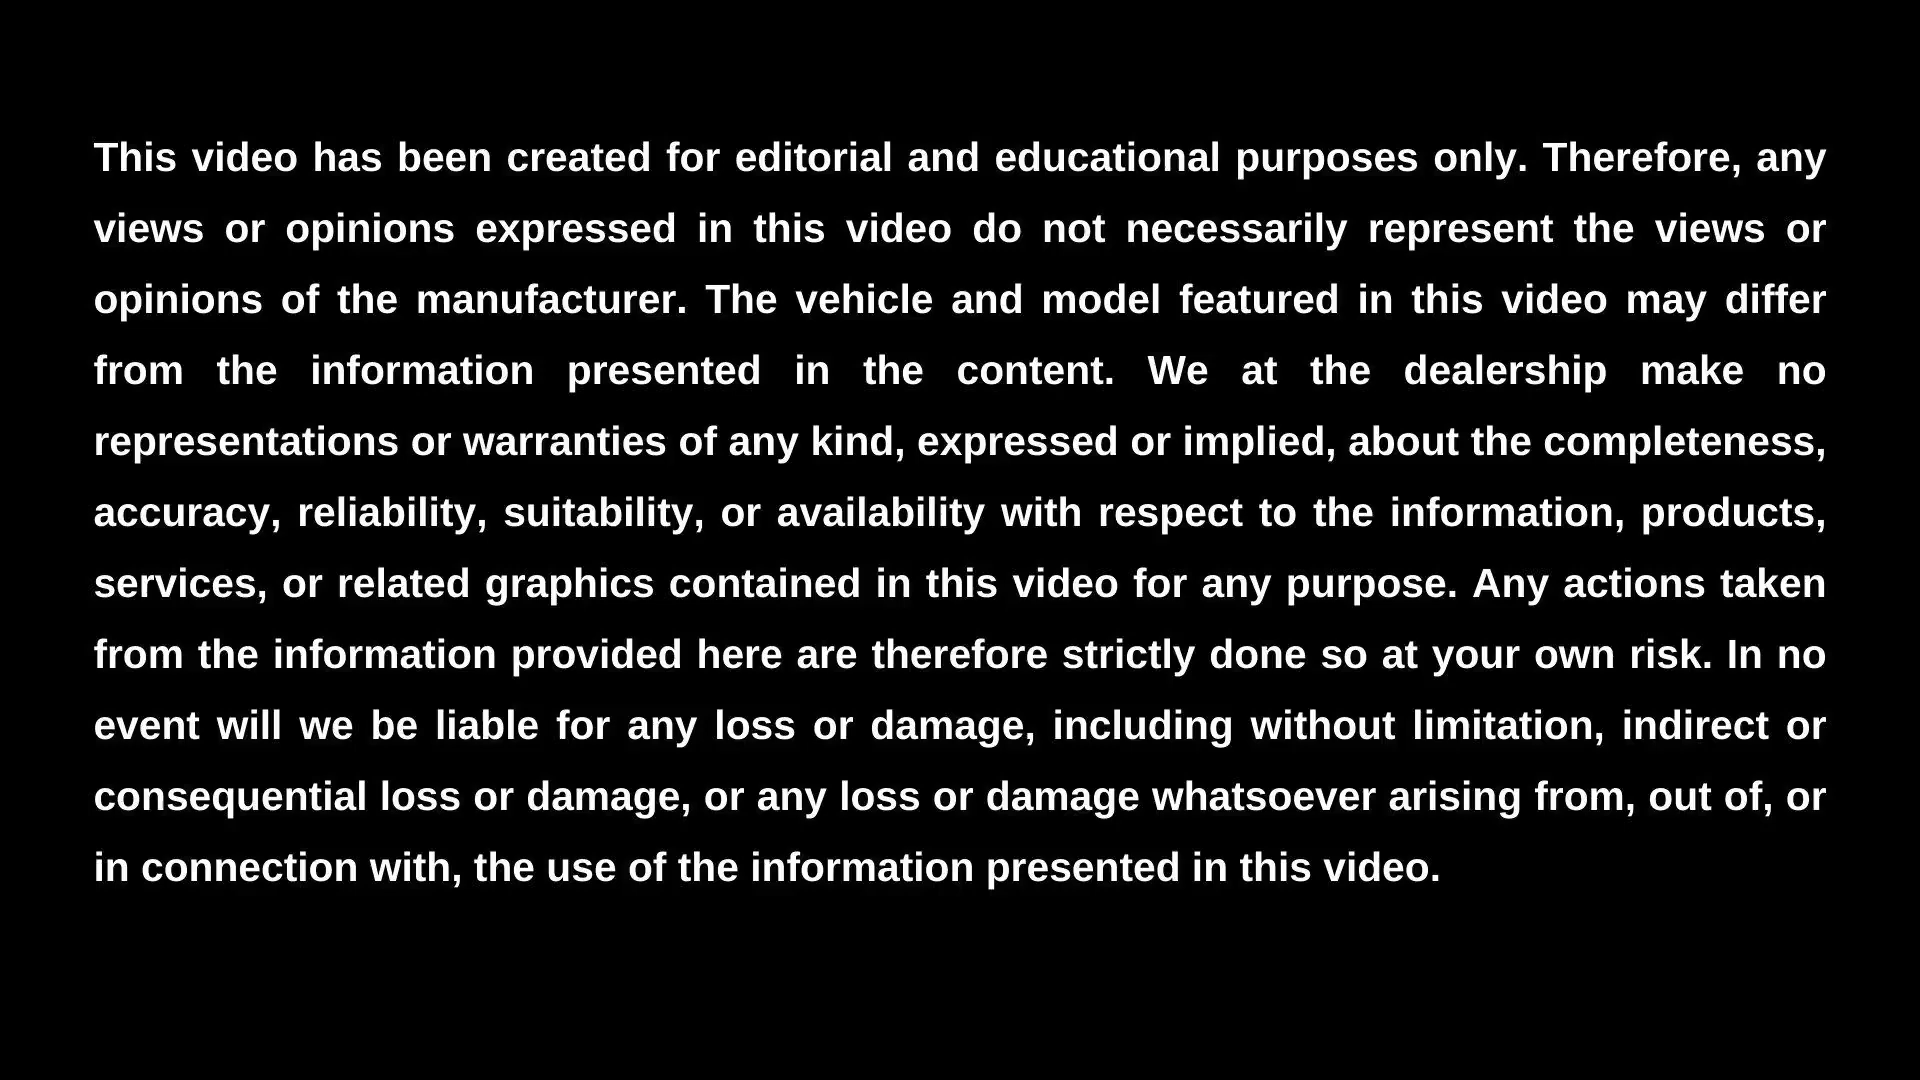 This video has been created for editorial and educational purposes only. Therefore, any
views or opinions expressed in this video do not necessarily represent the views or
opinions of the manufacturer. The vehicle and model featured in this video may differ
from the information presented in the content. We at the dealership make no
representations or warranties of any kind, expressed or implied, about the completeness,
accuracy, reliability, suitability, or availability with respect to the information, products,
services, or related graphics contained in this video for any purpose. Any actions taken
from the information provided here are therefore strictly done so at your own risk. In no
event will we be liable for any loss or damage, including without limitation, indirect or
consequential loss or damage, or any loss or damage whatsoever arising from, out of, or
in connection with, the use of the information presented in this video.